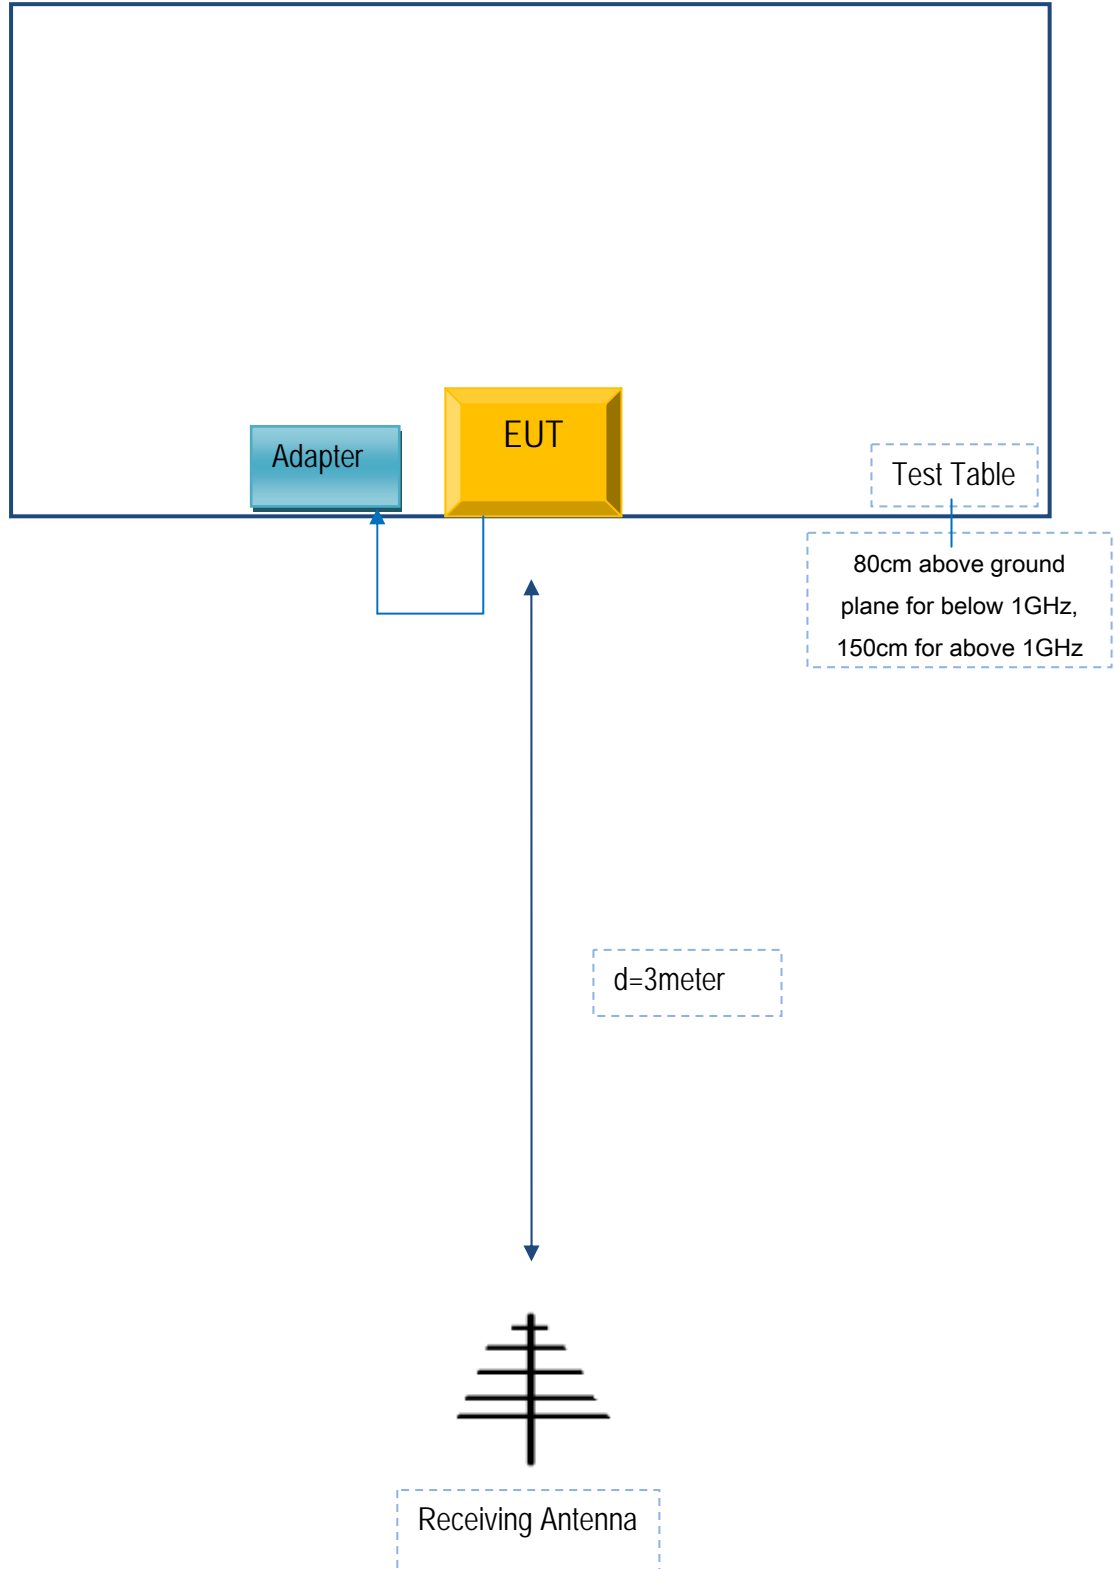 EUT
Adapter
Test Table
80cm above ground
plane for below 1GHz,
150cm for above 1GHz
d=3meter
Receiving Antenna